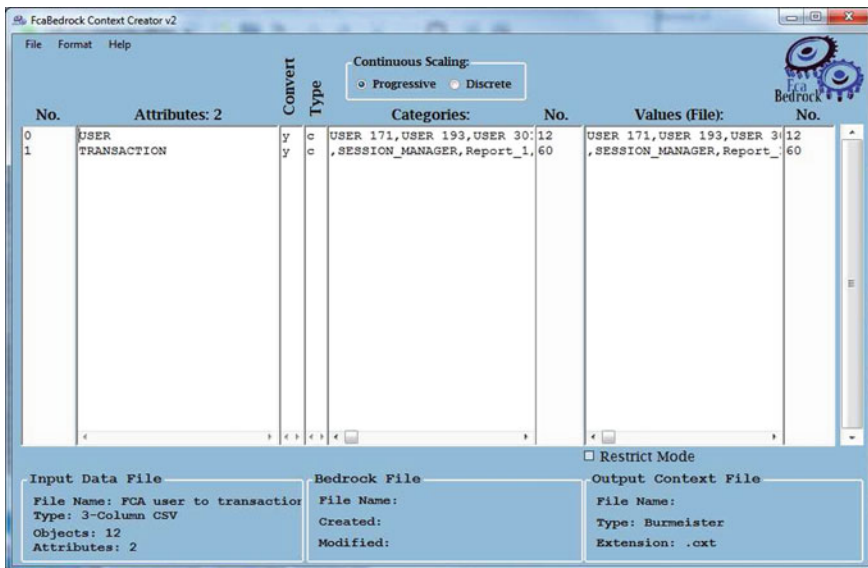 FcaBedrock Context Creator v2
File Format Help
Continuous Scaling:
Progressive Discrete
Fca
Bedrock
No. Attributes: 2 Convert Type Categories: No. Values (File): No.
0 USER y c USER 171,USER 193,USER 30 12 USER 171,USER 193,USER 3 12
1 TRANSACTION y c ,SESSION_MANAGER,Report_1, 60 ,SESSION_MANAGER,Report_ 60
Restrict Mode
Input Data File Bedrock File Output Context File
File Name: FCA user to transaction File Name: File Name:
Type: 3-Column CSV Created: Type: Burmeister
Objects: 12 Modified: Extension: .cxt
Attributes: 2